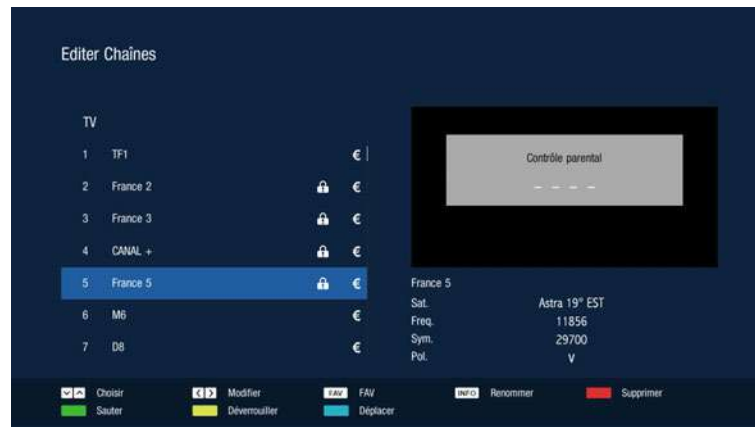 Editer Chaînes
TV
1 TF1 €
2 France 2 €
3 France 3 €
4 CANAL + €
5 France 5 €
6 M6 €
7 D8 €
Contrôle parental
_ _ _ _
France 5
Sat. Astra 19° EST
Freq. 11856
Sym. 29700
Pol. V
Choisir Modifier FAV FAV INFO Renommer Supprimer
Sauter Déverrouiller Déplacer